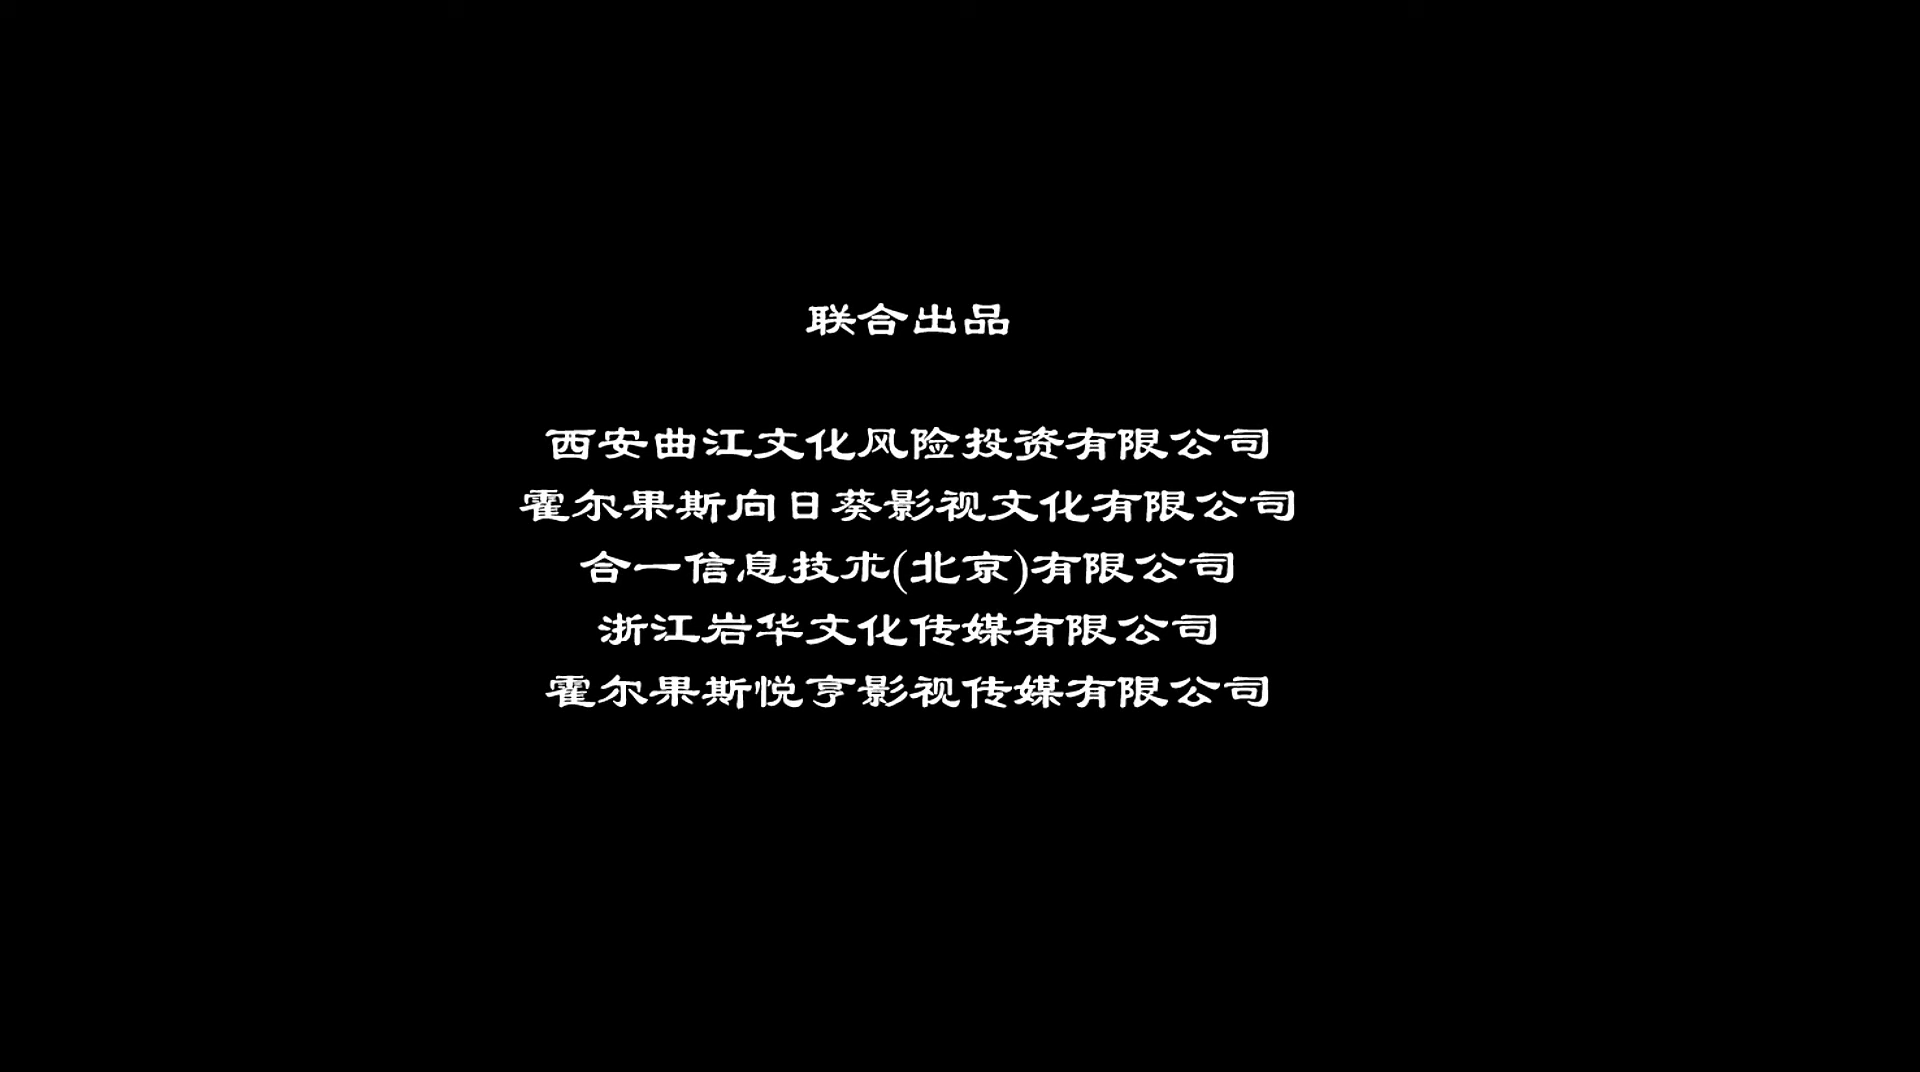 联合出品
西安曲江文化风险投资有限公司
霍尔果斯向日葵影视文化有限公司
合一信息技术(北京)有限公司
浙江岩华文化传媒有限公司
霍尔果斯悦亨影视传媒有限公司